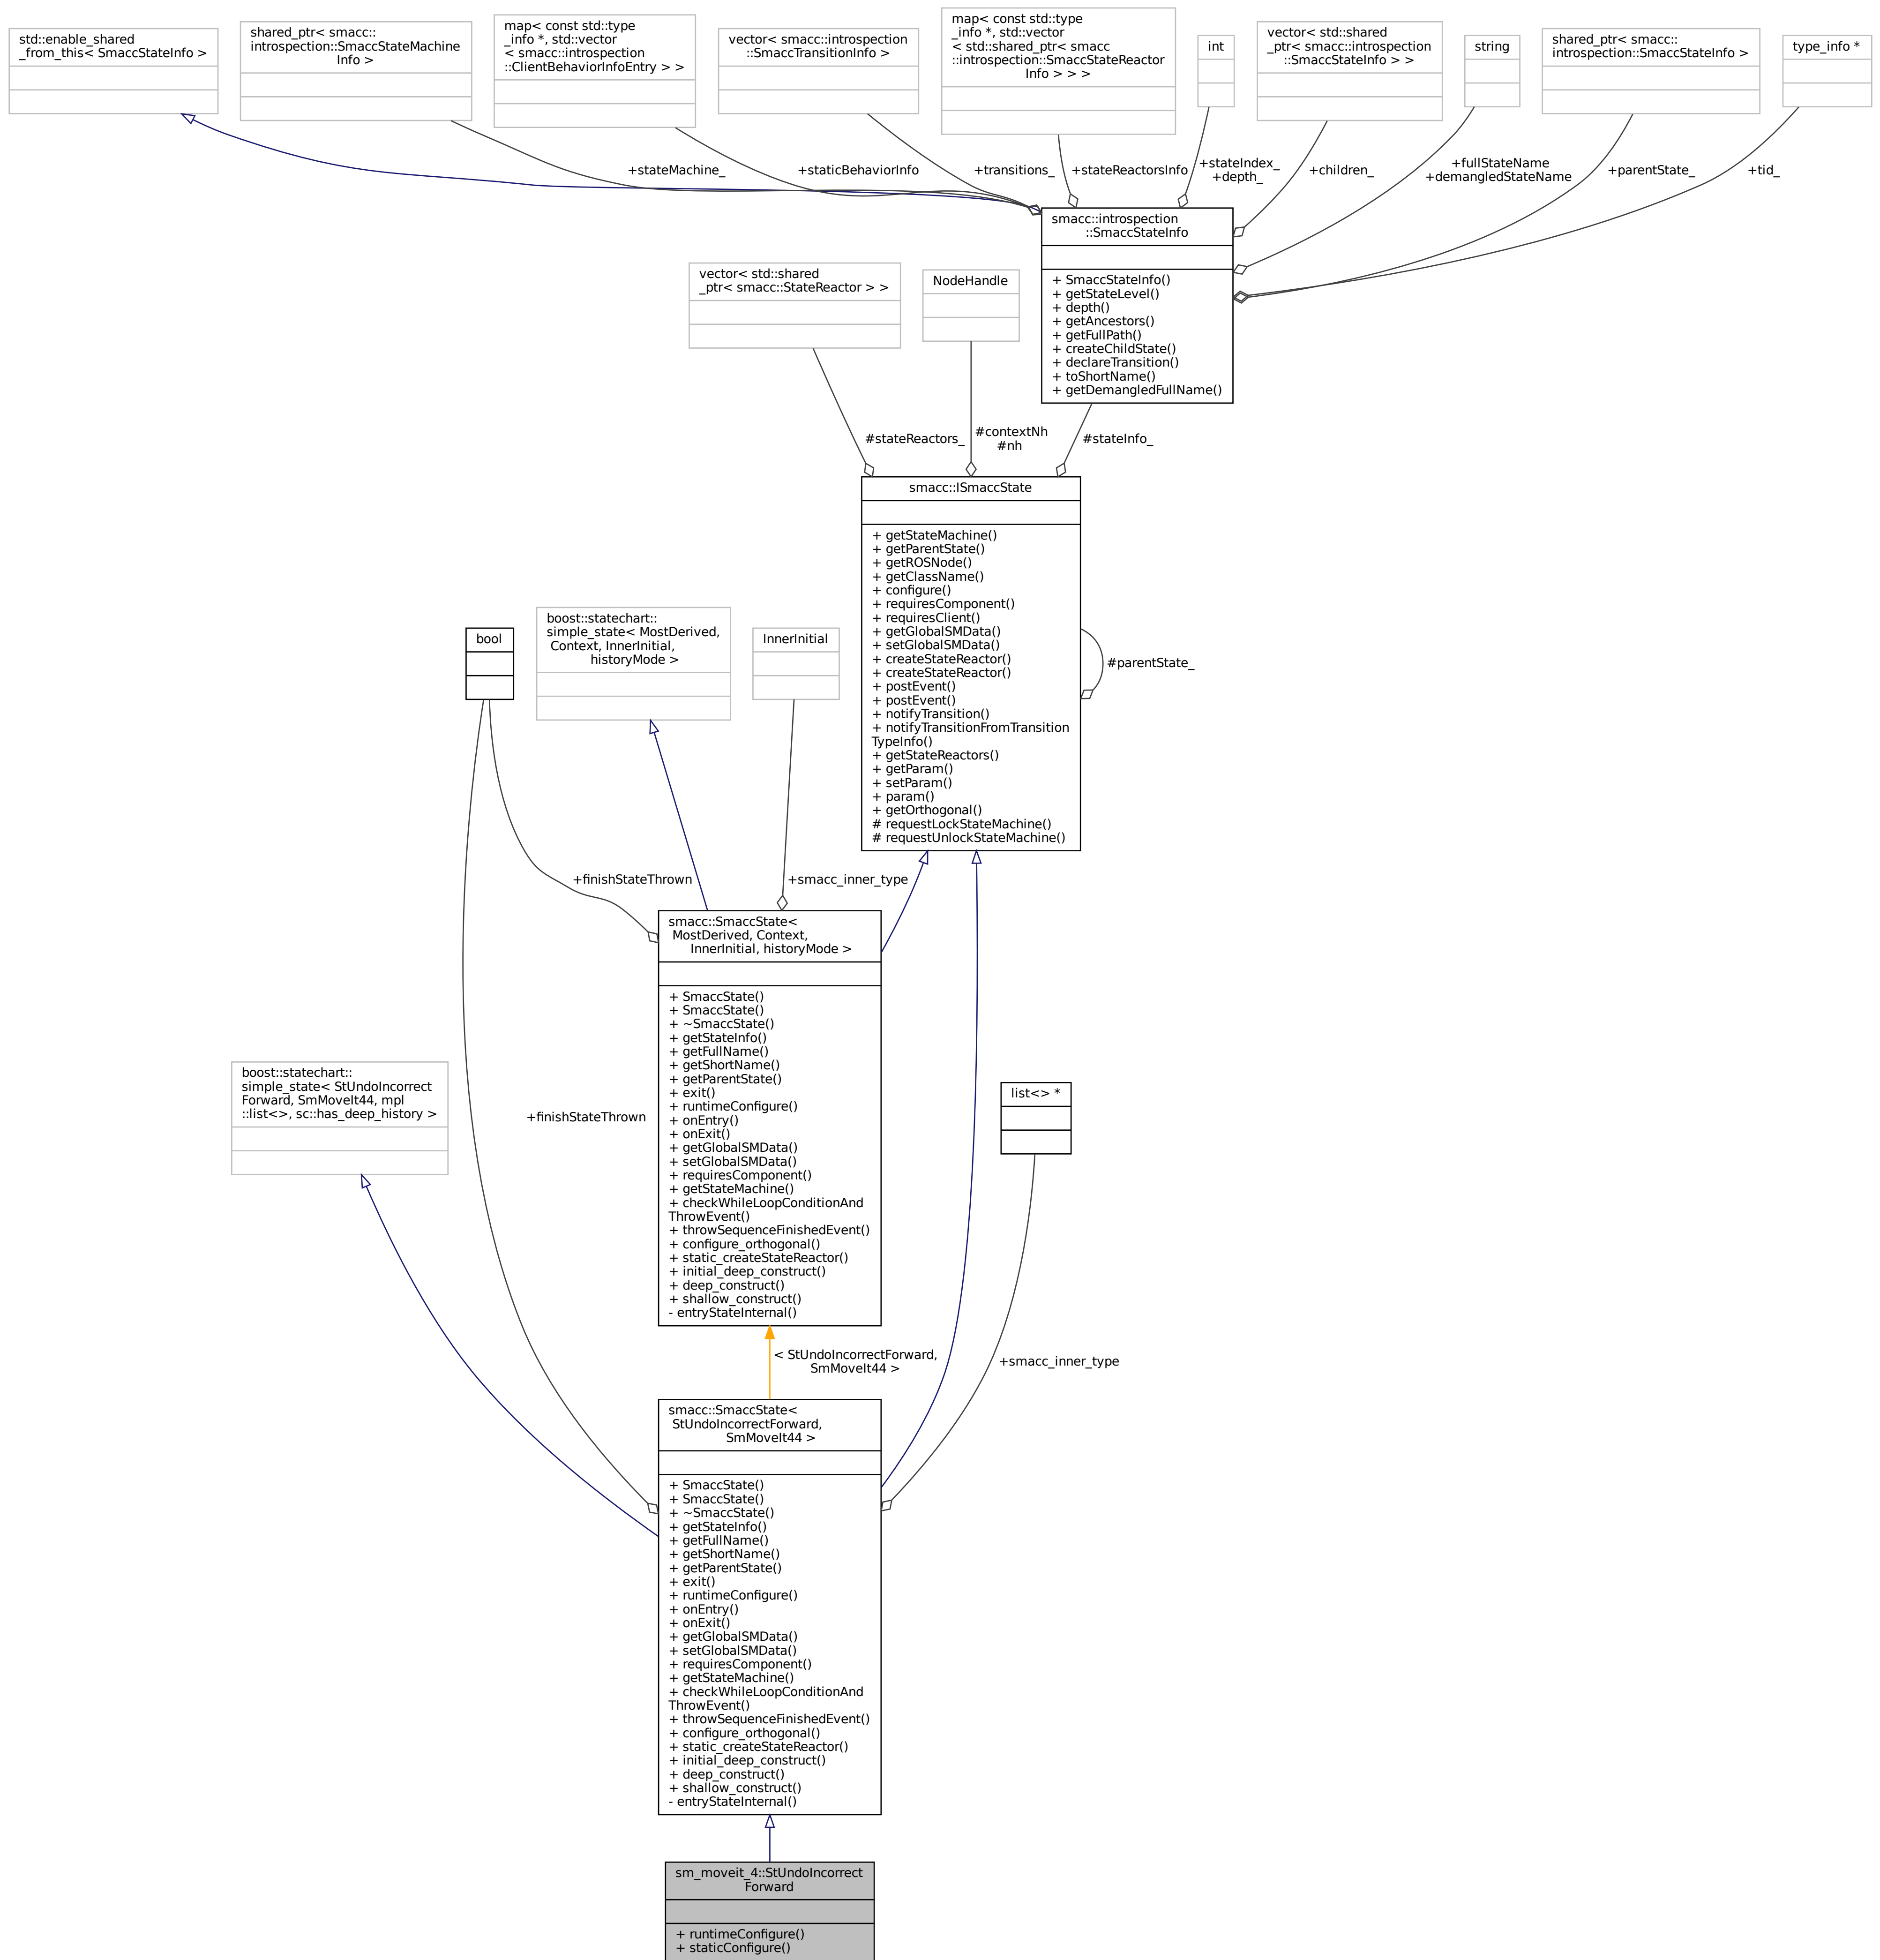 std::enable_shared
_from_this< SmaccStateInfo >
shared_ptr< smacc::
introspection::SmaccStateMachine
Info >
map< const std::type
_info *, std::vector
< smacc::introspection
::ClientBehaviorInfoEntry > >
vector< smacc::introspection
::SmaccTransitionInfo >
map< const std::type
_info *, std::vector
< std::shared_ptr< smacc
::introspection::SmaccStateReactor
Info > > >
int
vector< std::shared
_ptr< smacc::introspection
::SmaccStateInfo > >
string
shared_ptr< smacc::
introspection::SmaccStateInfo >
type_info *
+stateMachine_
+staticBehaviorInfo
+transitions_
+stateReactorsInfo
+stateIndex_
+depth_
+children_
+fullStateName
+demangledStateName
+parentState_
+tid_
smacc::introspection
::SmaccStateInfo
+ SmaccStateInfo()
+ getStateLevel()
+ depth()
+ getAncestors()
+ getFullPath()
+ createChildState()
+ declareTransition()
+ toShortName()
+ getDemangledFullName()
vector< std::shared
_ptr< smacc::StateReactor > >
NodeHandle
#stateReactors_
#contextNh
#nh
#stateInfo_
smacc::ISmaccState
+ getStateMachine()
+ getParentState()
+ getROSNode()
+ getClassName()
+ configure()
+ requiresComponent()
+ requiresClient()
+ getGlobalSMData()
+ setGlobalSMData()
+ createStateReactor()
+ createStateReactor()
+ postEvent()
+ postEvent()
+ notifyTransition()
+ notifyTransitionFromTransition
TypeInfo()
+ getStateReactors()
+ getParam()
+ setParam()
+ param()
+ getOrthogonal()
# requestLockStateMachine()
# requestUnlockStateMachine()
#parentState_
bool
boost::statechart::
simple_state< MostDerived,
Context, InnerInitial,
historyMode >
InnerInitial
+finishStateThrown
+smacc_inner_type
smacc::SmaccState<
MostDerived, Context,
InnerInitial, historyMode >
+ SmaccState()
+ SmaccState()
+ ~SmaccState()
+ getStateInfo()
+ getFullName()
+ getShortName()
+ getParentState()
+ exit()
+ runtimeConfigure()
+ onEntry()
+ onExit()
+ getGlobalSMData()
+ setGlobalSMData()
+ requiresComponent()
+ getStateMachine()
+ checkWhileLoopConditionAnd
ThrowEvent()
+ throwSequenceFinishedEvent()
+ configure_orthogonal()
+ static_createStateReactor()
+ initial_deep_construct()
+ deep_construct()
+ shallow_construct()
- entryStateInternal()
boost::statechart::
simple_state< StUndoIncorrect
Forward, SmMoveIt44, mpl
::list<>, sc::has_deep_history >
+finishStateThrown
list<> *
< StUndoIncorrectForward,
SmMoveIt44 >
+smacc_inner_type
smacc::SmaccState<
StUndoIncorrectForward,
SmMoveIt44 >
+ SmaccState()
+ SmaccState()
+ ~SmaccState()
+ getStateInfo()
+ getFullName()
+ getShortName()
+ getParentState()
+ exit()
+ runtimeConfigure()
+ onEntry()
+ onExit()
+ getGlobalSMData()
+ setGlobalSMData()
+ requiresComponent()
+ getStateMachine()
+ checkWhileLoopConditionAnd
ThrowEvent()
+ throwSequenceFinishedEvent()
+ configure_orthogonal()
+ static_createStateReactor()
+ initial_deep_construct()
+ deep_construct()
+ shallow_construct()
- entryStateInternal()
sm_moveit_4::StUndoIncorrect
Forward
+ runtimeConfigure()
+ staticConfigure()